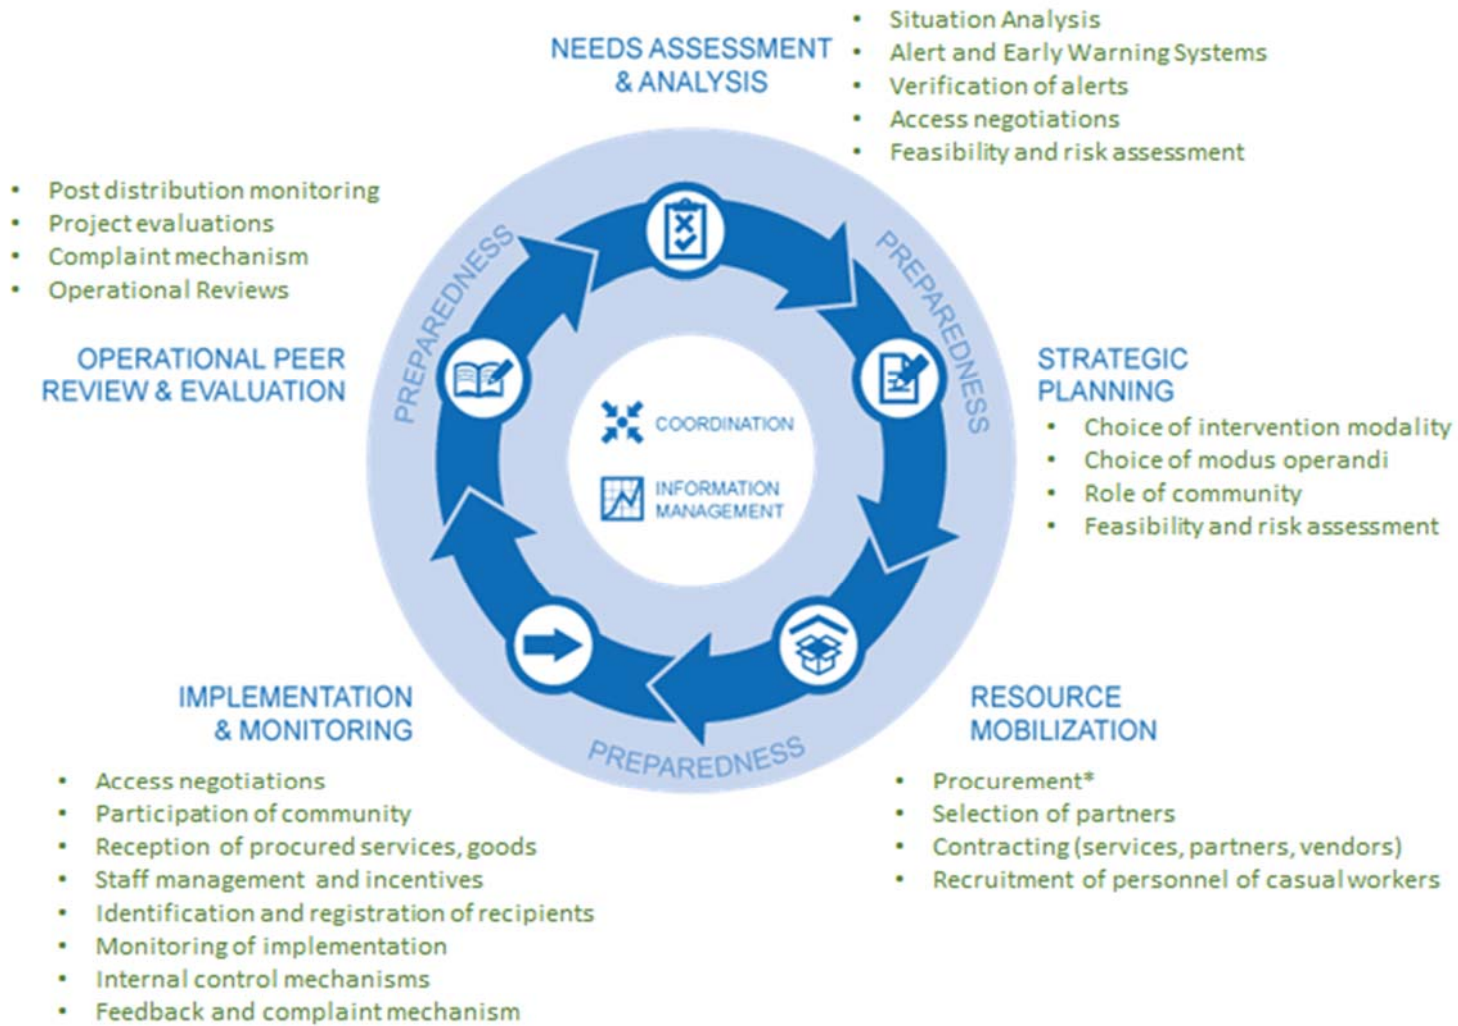 NEEDS ASSESSMENT
& ANALYSIS
• Situation Analysis
• Alert and Early Warning Systems
• Verification of alerts
• Access negotiations
• Feasibility and risk assessment
• Post distribution monitoring
• Project evaluations
• Complaint mechanism
• Operational Reviews
OPERATIONAL PEER
REVIEW & EVALUATION
PREPAREDNESS
PREPAREDNESS
COORDINATION
INFORMATION
MANAGEMENT
STRATEGIC
PLANNING
• Choice of intervention modality
• Choice of modus operandi
• Role of community
• Feasibility and risk assessment
IMPLEMENTATION
& MONITORING
PREPAREDNESS
RESOURCE
MOBILIZATION
• Access negotiations
• Participation of community
• Reception of procured services, goods
• Staff management and incentives
• Identification and registration of recipients
• Monitoring of implementation
• Internal control mechanisms
• Feedback and complaint mechanism
• Procurement*
• Selection of partners
• Contracting (services, partners, vendors)
• Recruitment of personnel of casual workers